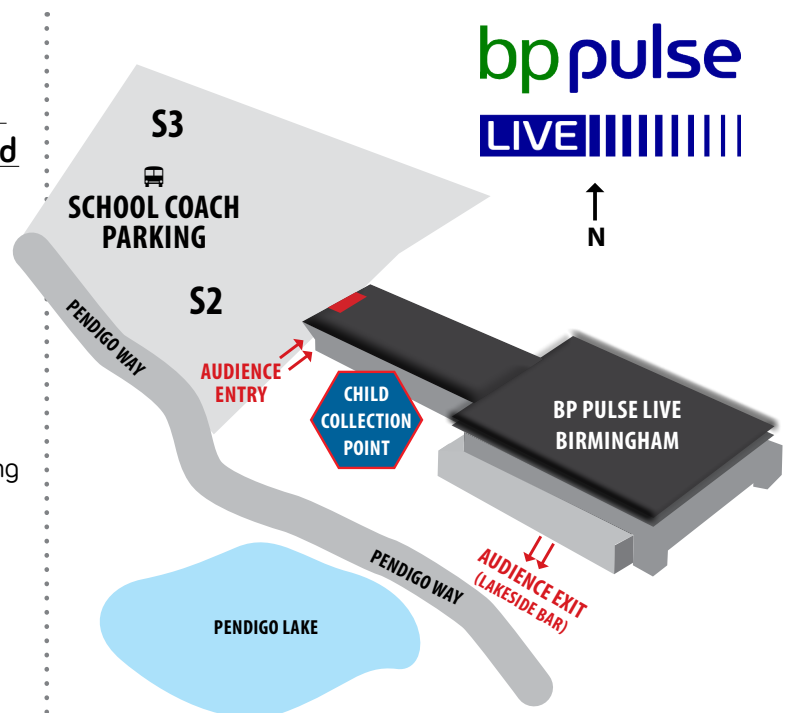 d
ng
bp pulse
LIVE
N
S3
SCHOOL COACH
PARKING
S2
PENDIGO WAY
AUDIENCE
ENTRY
CHILD
COLLECTION
POINT
BP PULSE LIVE
BIRMINGHAM
AUDIENCE EXIT
(LAKESIDE BAR)
PENDIGO WAY
PENDIGO LAKE